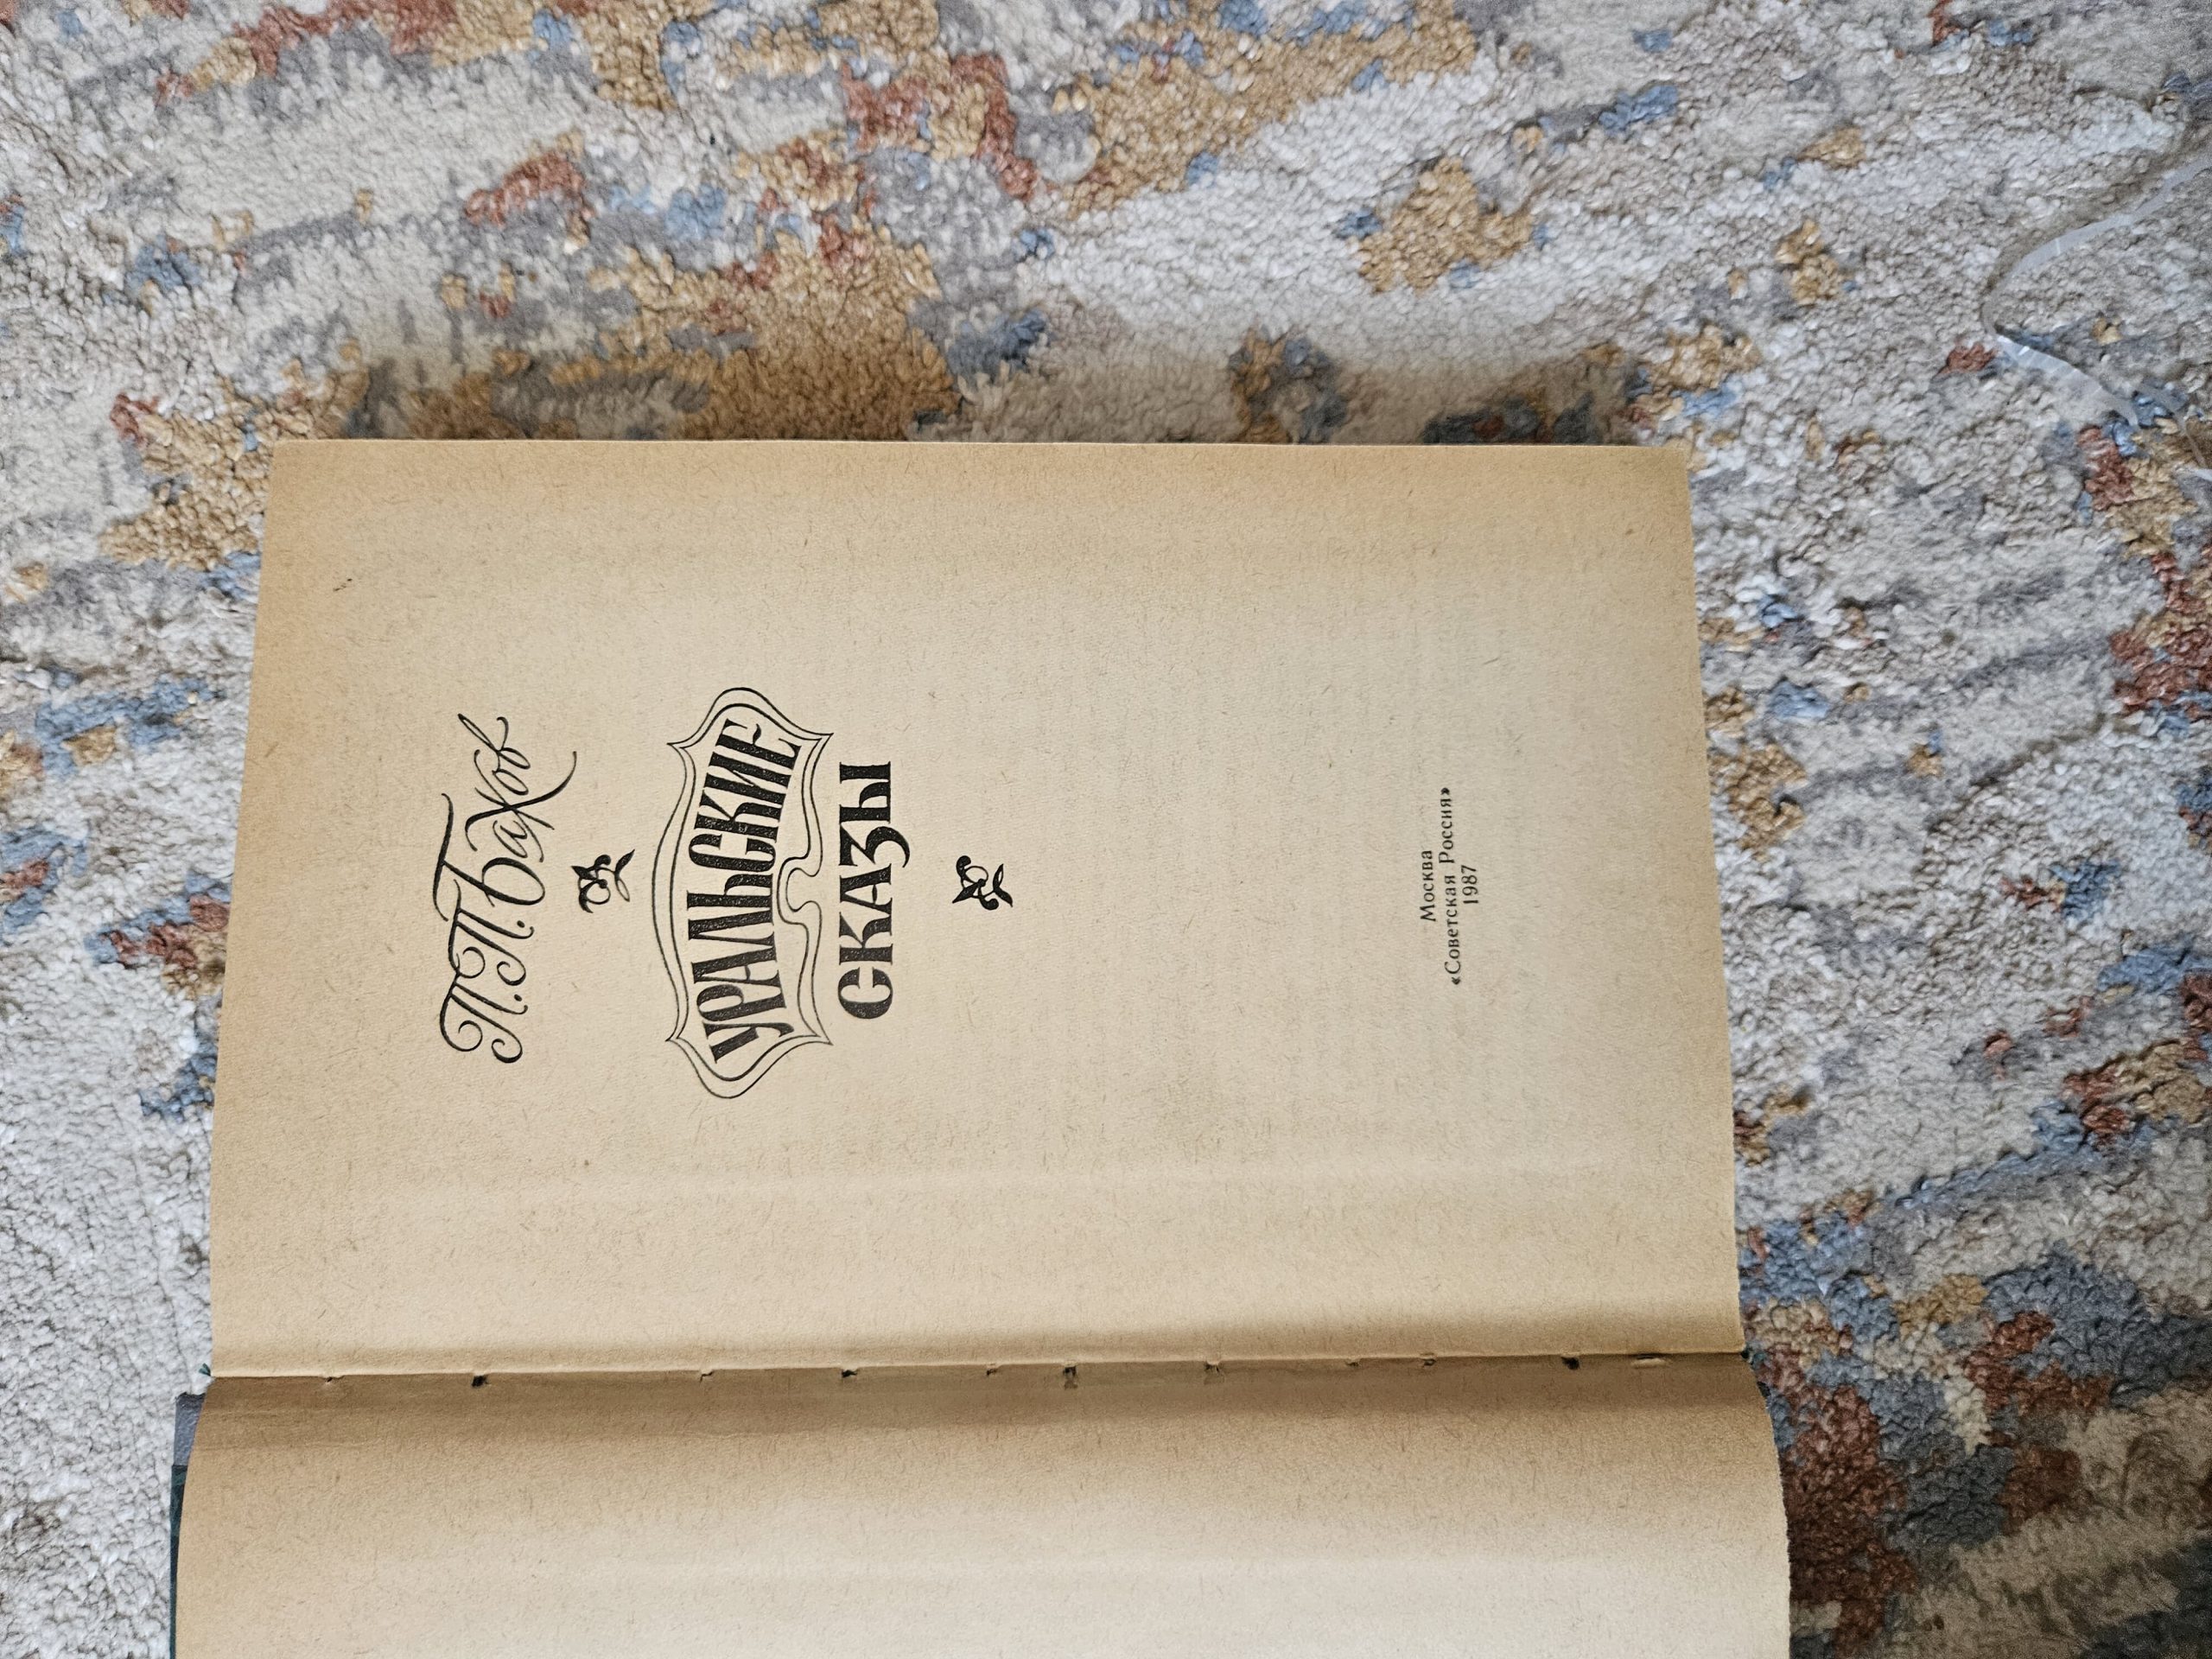 П.П. Бажов
УРАЛЬСКИЕ
СКАЗЫ
Москва
«Советская Россия»
1987